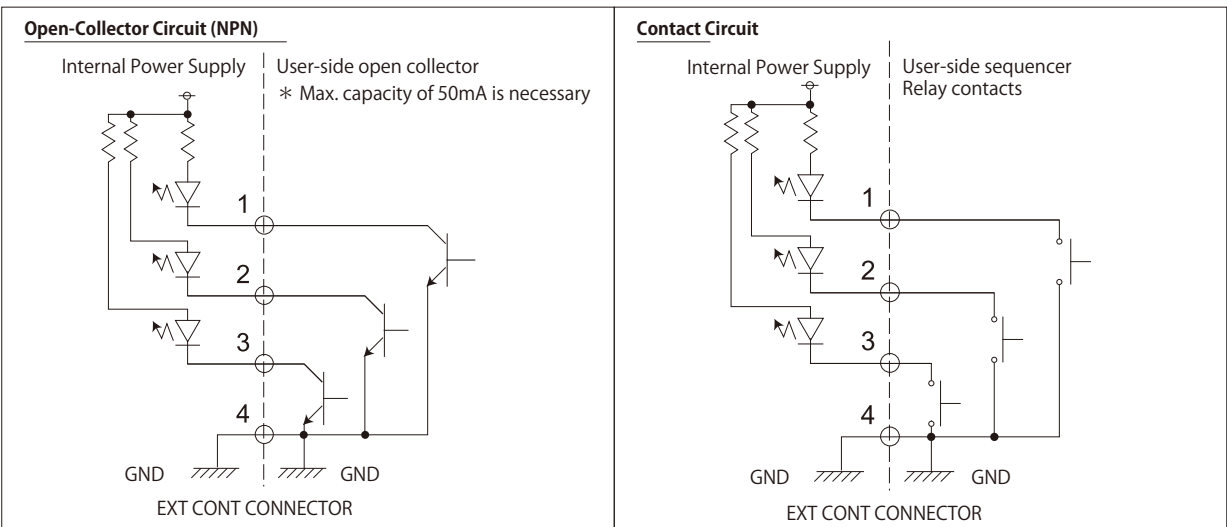 Open-Collector Circuit (NPN)
Internal Power Supply
User-side open collector
＊ Max. capacity of 50mA is necessary
1
2
3
4
GND
GND
EXT CONT CONNECTOR
Contact Circuit
Internal Power Supply
User-side sequencer
Relay contacts
1
2
3
4
GND
GND
EXT CONT CONNECTOR